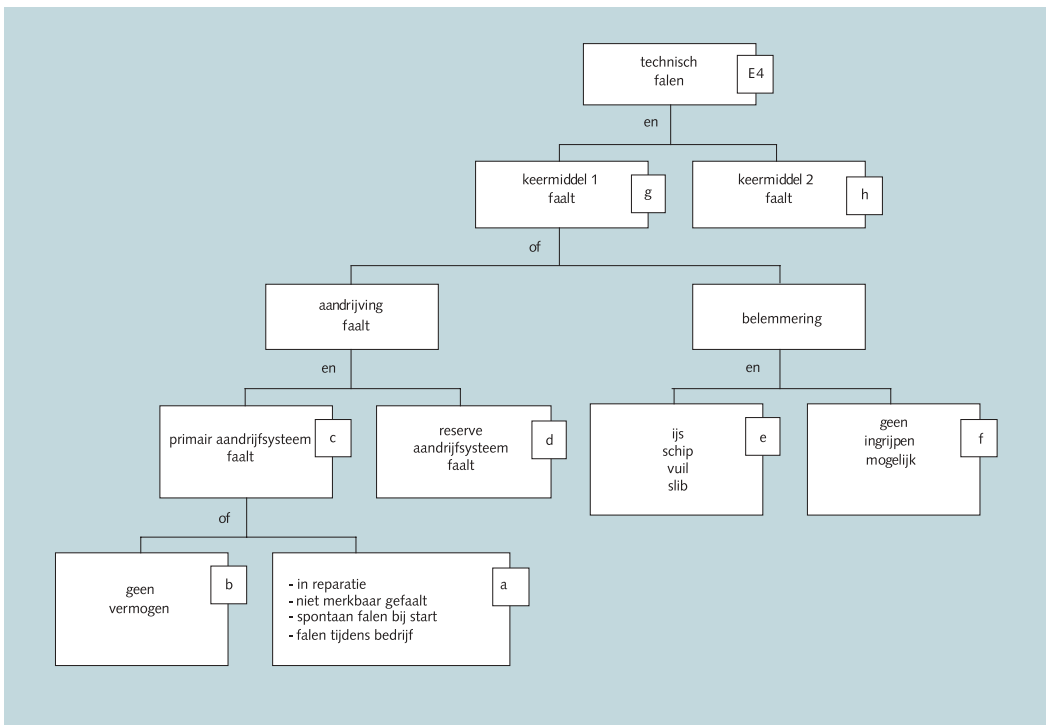 technisch
falen
E4
en
keermiddel 1
faalt
g
keermiddel 2
faalt
h
of
aandrijving
faalt
belemmering
en
en
primair aandrijfsysteem
faalt
c
reserve
aandrijfsysteem
faalt
d
ijs
schip
vuil
slib
e
geen
ingrijpen
mogelijk
f
of
geen
vermogen
b
- in reparatie
- niet merkbaar gefaalt
- spontaan falen bij start
- falen tijdens bedrijf
a